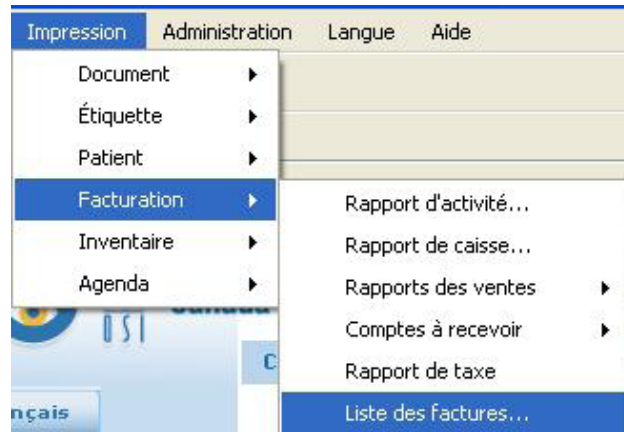 Impression Administration Langue Aide
Document
Étiquette
Patient
Facturation
Inventaire
Agenda
Rapport d'activité...
Rapport de caisse...
Rapports des ventes
Comptes à recevoir
Rapport de taxe
Liste des factures...
OSI
C
nçais